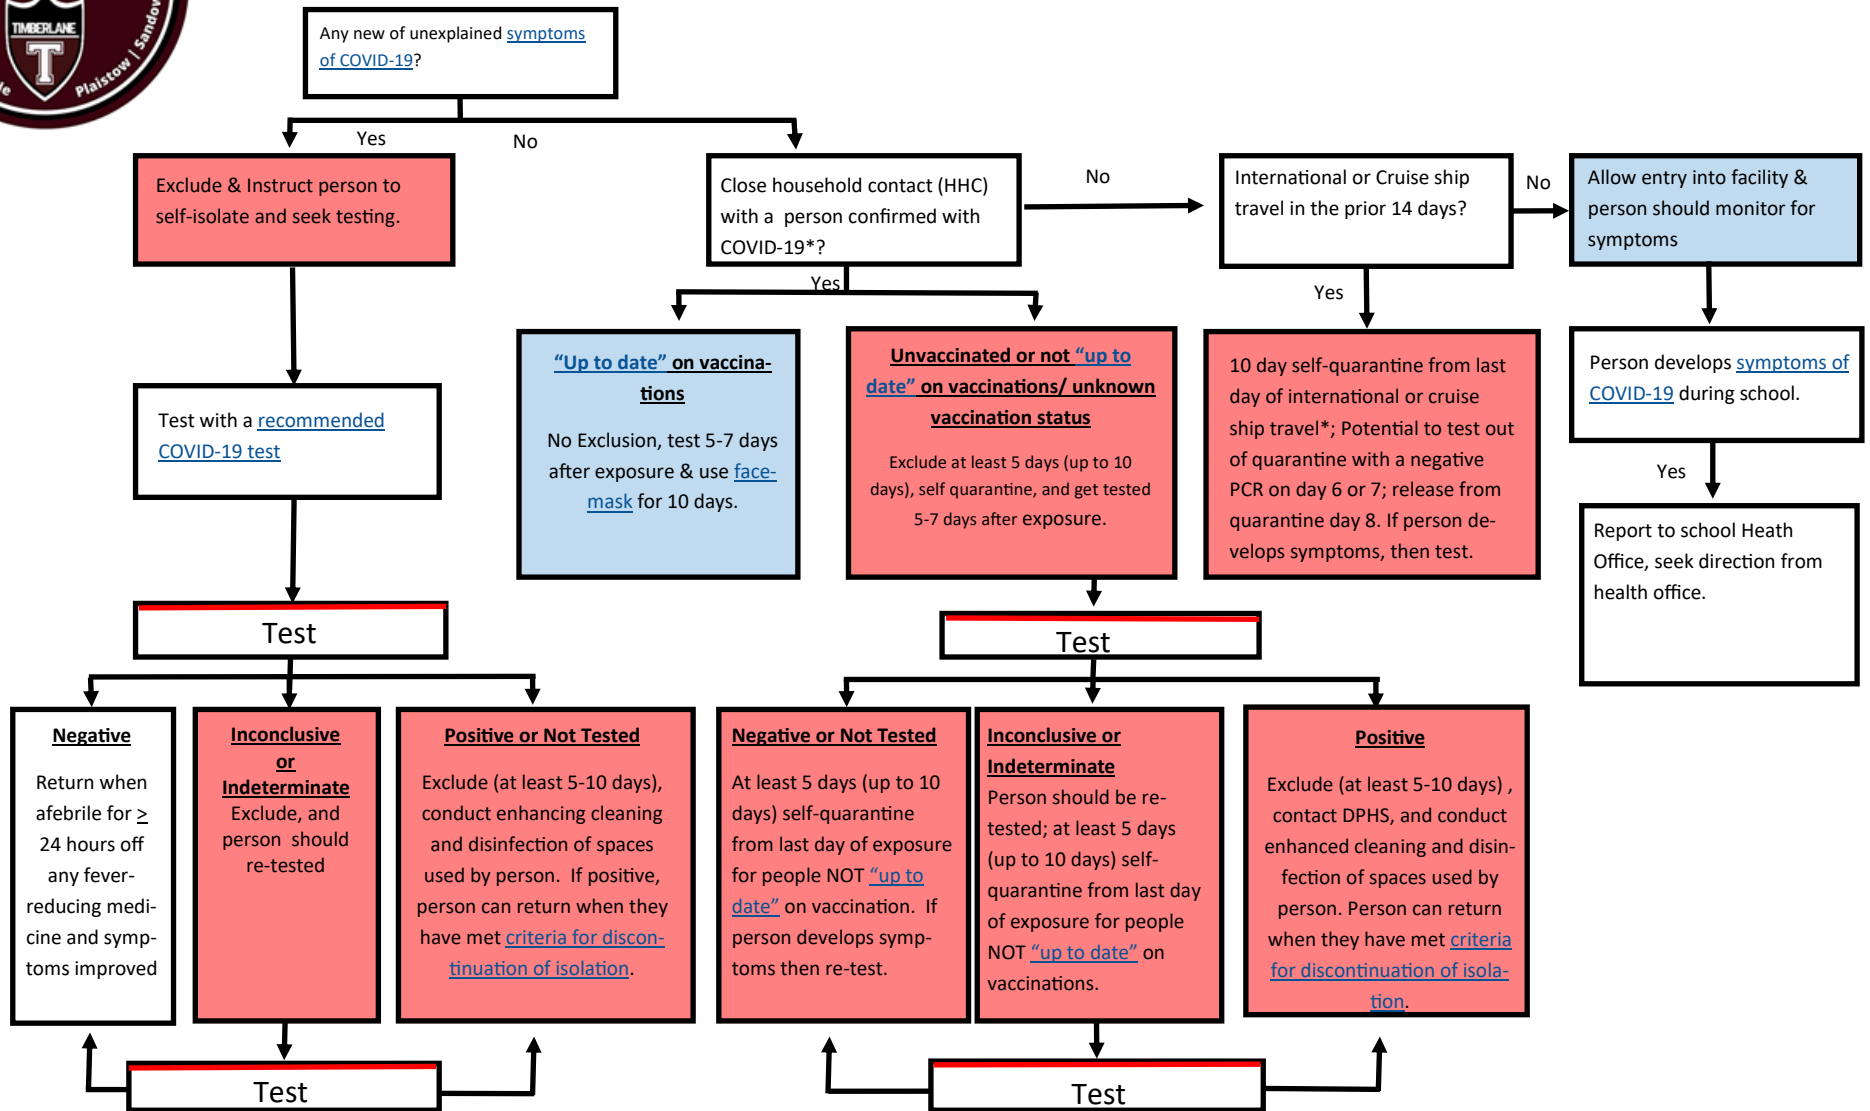 TIMBERLANE
T
Plaistow | Sandow
Any new of unexplained symptoms
of COVID-19?
Yes
No
Exclude & Instruct person to
self-isolate and seek testing.
Close household contact (HHC)
with a person confirmed with
COVID-19*?
No
International or Cruise ship
travel in the prior 14 days?
No
Allow entry into facility &
person should monitor for
symptoms
Yes
Yes
Test with a recommended
COVID-19 test
"Up to date" on vaccina-
tions
No Exclusion, test 5-7 days
after exposure & use face-
mask for 10 days.
Unvaccinated or not "up to
date" on vaccinations/ unknown
vaccination status
Exclude at least 5 days (up to 10
days), self quarantine, and get tested
5-7 days after exposure.
10 day self-quarantine from last
day of international or cruise
ship travel*; Potential to test out
of quarantine with a negative
PCR on day 6 or 7; release from
quarantine day 8. If person de-
velops symptoms, then test.
Person develops symptoms of
COVID-19 during school.
Yes
Report to school Heath
Office, seek direction from
health office.
Test
Test
Negative
Return when
afebrile for >
24 hours off
any fever-
reducing medi-
cine and symp-
toms improved
Inconclusive
or
Indeterminate
Exclude, and
person should
re-tested
Positive or Not Tested
Exclude (at least 5-10 days),
conduct enhancing cleaning
and disinfection of spaces
used by person. If positive,
person can return when they
have met criteria for discon-
tinuation of isolation.
Negative or Not Tested
At least 5 days (up to 10
days) self-quarantine
from last day of exposure
for people NOT "up to
date" on vaccination. If
person develops symp-
toms then re-test.
Inconclusive or
Indeterminate
Person should be re-
tested; at least 5 days
(up to 10 days) self-
quarantine from last day
of exposure for people
NOT "up to date" on
vaccinations.
Positive
Exclude (at least 5-10 days) ,
contact DPHS, and conduct
enhanced cleaning and disin-
fection of spaces used by
person. Person can return
when they have met criteria
for discontinuation of isola-
tion.
Test
Test